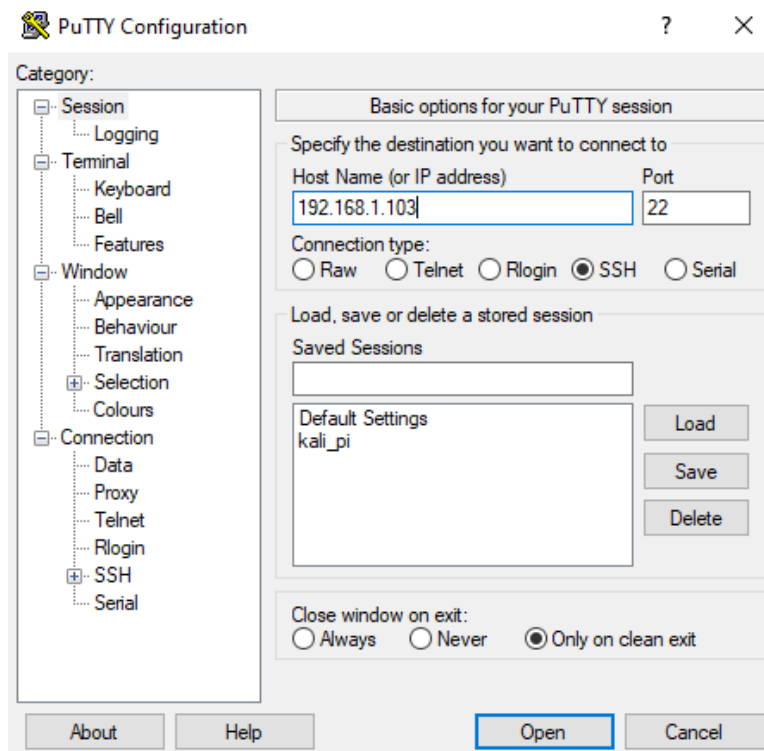 PuTTY Configuration
?
Category:
Session
Logging
Terminal
Keyboard
Bell
Features
Window
Appearance
Behaviour
Translation
Selection
Colours
Connection
Data
Proxy
Telnet
Rlogin
SSH
Serial
Basic options for your PuTTY session
Specify the destination you want to connect to
Host Name (or IP address) Port
192.168.1.103 22
Connection type:
Raw Telnet Rlogin SSH Serial
Load, save or delete a stored session
Saved Sessions
Default Settings
kali_pi
Load
Save
Delete
Close window on exit:
Always Never Only on clean exit
About Help Open Cancel